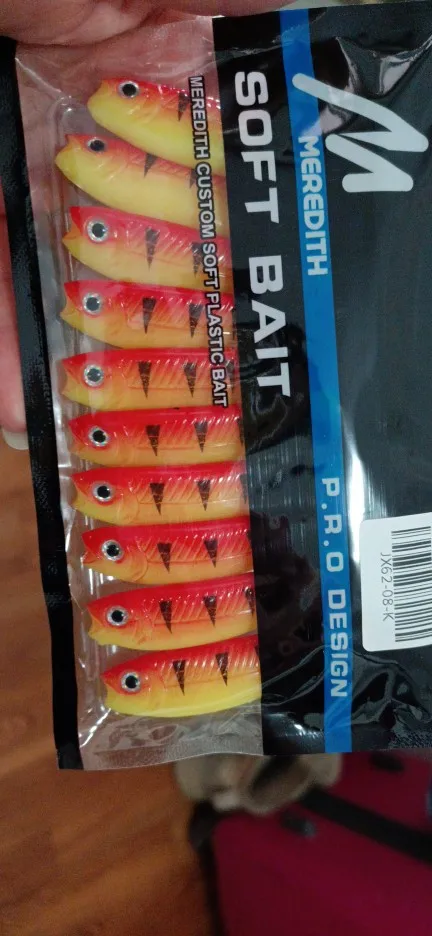 M
MEREDITH
P.R.O DESIGN
SOFT BAIT
MEREDITH CUSTOM SOFT PLASTIC BAIT
JX62-08-K